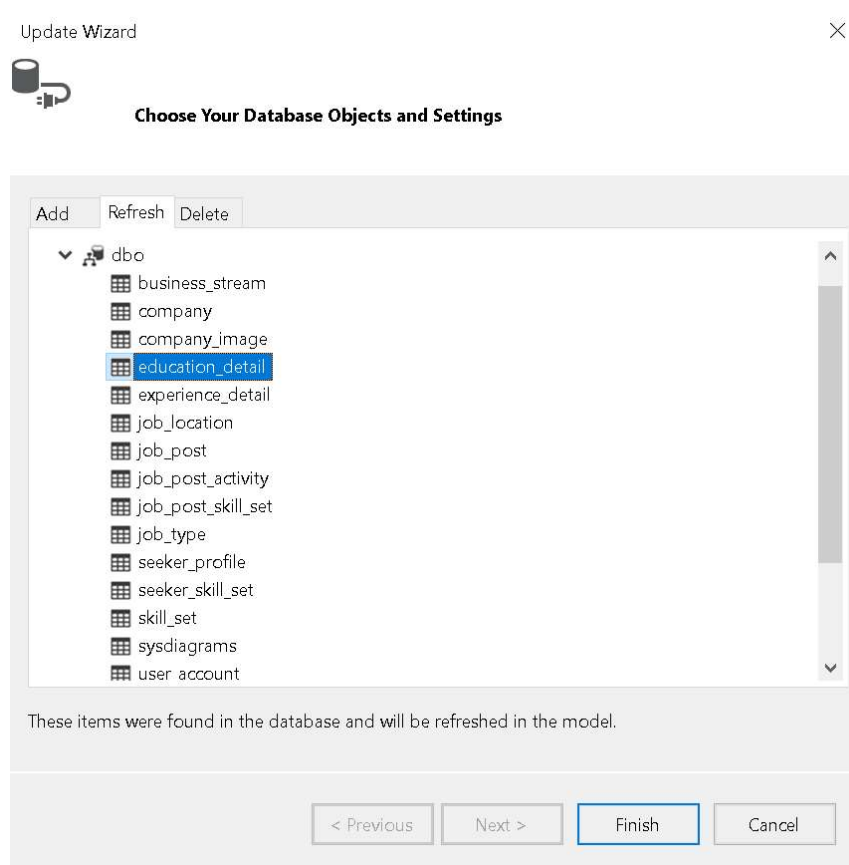 Update Wizard
Choose Your Database Objects and Settings
Add Refresh Delete
dbo
business_stream
company
company_image
education_detail
experience_detail
job_location
job_post
job_post_activity
job_post_skill_set
job_type
seeker_profile
seeker_skill_set
skill_set
sysdiagrams
user_account
These items were found in the database and will be refreshed in the model.
< Previous Next > Finish Cancel